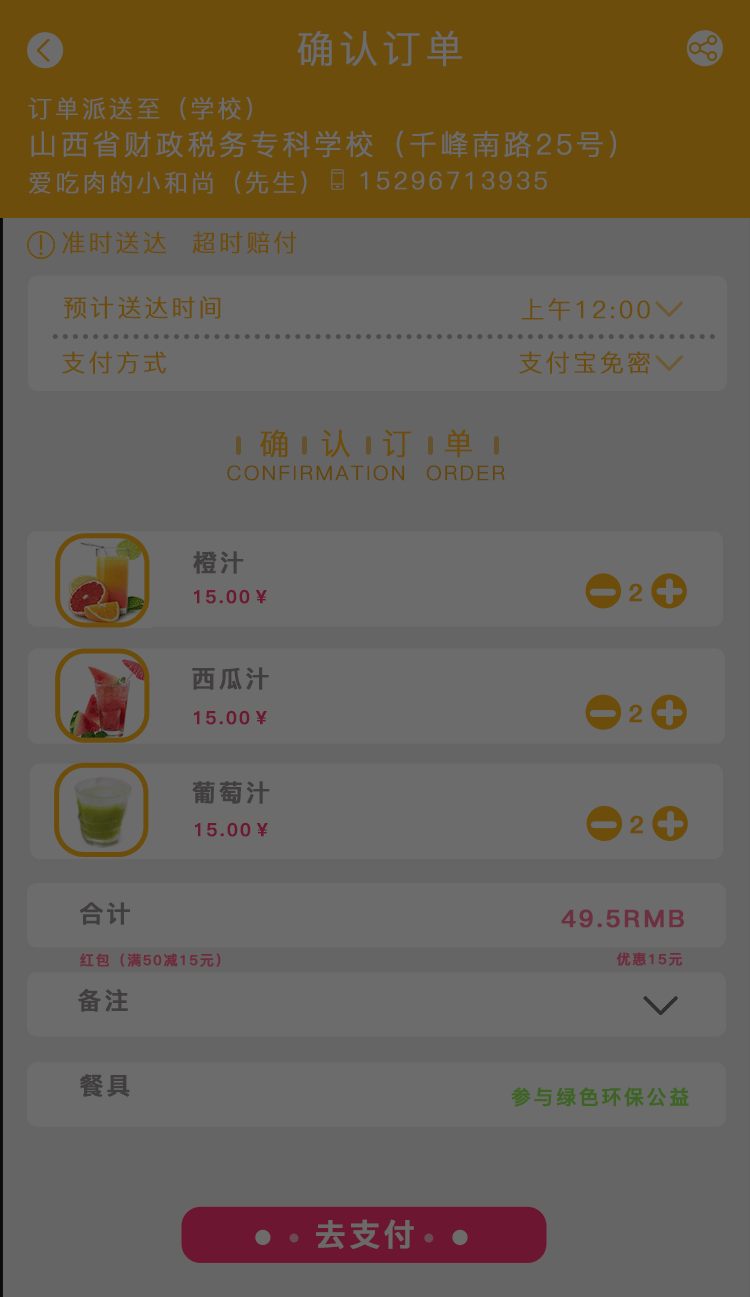 确认订单
订单派送至（学校）
山西省财政税务专科学校（千峰南路25号）
爱吃肉的小和尚（先生） 15296713935
准时送达 超时赔付
预计送达时间 上午12:00
支付方式 支付宝免密
确认订单
CONFIRMATION ORDER
橙汁
15.00 ¥
2
西瓜汁
15.00 ¥
2
葡萄汁
15.00 ¥
2
合计 49.5RMB
红包（满50减15元） 优惠15元
备注
餐具 参与绿色环保公益
去支付